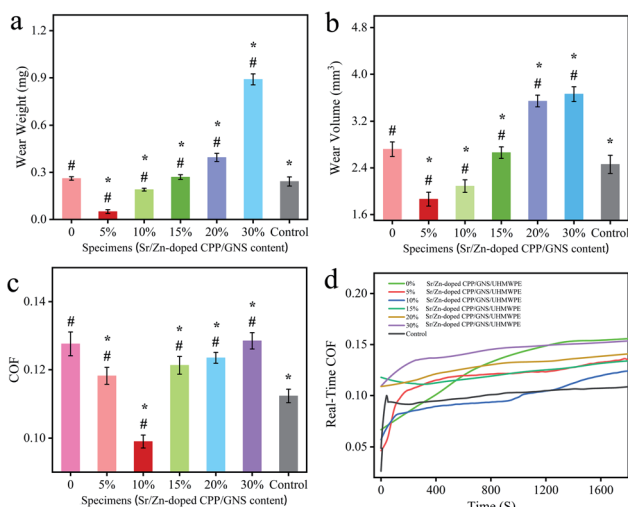 a
Wear Weight (mg)
1.2
0.9
0.6
0.3
0.0
#
*
#
*
#
*
#
*
#
*
#
*
0 5% 10% 15% 20% 30% Control
Specimens (Sr/Zn-doped CPP/GNS content)
b
Wear Volume (mm³)
4.8
4.0
3.2
2.4
1.6
#
*
#
*
#
*
#
*
#
*
#
*
0 5% 10% 15% 20% 30% Control
Specimens (Sr/Zn-doped CPP/GNS content)
c
COF
0.14
0.12
0.10
#
*
#
*
#
*
#
*
#
*
#
*
0 5% 10% 15% 20% 30% Control
Specimens (Sr/Zn-doped CPP/GNS content)
d
Real-Time COF
0.20
0.15
0.10
0.05
0% Sr/Zn-doped CPP/GNS/UHMWPE
5% Sr/Zn-doped CPP/GNS/UHMWPE
10% Sr/Zn-doped CPP/GNS/UHMWPE
15% Sr/Zn-doped CPP/GNS/UHMWPE
20% Sr/Zn-doped CPP/GNS/UHMWPE
30% Sr/Zn-doped CPP/GNS/UHMWPE
Control
0 400 800 1200 1600
Time (S)